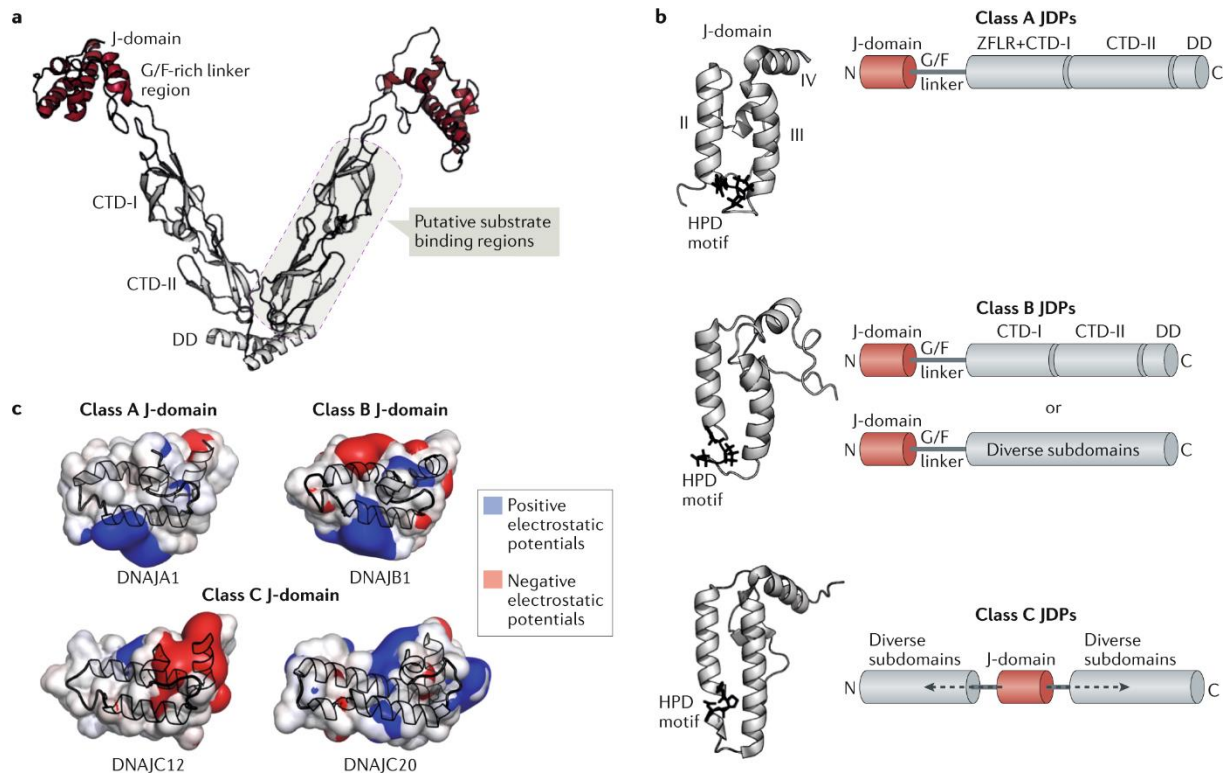 a
J-domain
G/F-rich linker
region
CTD-I
Putative substrate
binding regions
CTD-II
DD
b
J-domain
IV
II
III
HPD
motif
Class A JDPs
J-domain
ZFLR+CTD-I
CTD-II
DD
N
G/F
linker
C
HPD
motif
Class B JDPs
J-domain
CTD-I
CTD-II
DD
N
G/F
linker
C
or
J-domain
N
G/F
linker
Diverse subdomains
C
HPD
motif
Class C JDPs
Diverse
subdomains
J-domain
Diverse
subdomains
N
C
c
Class A J-domain
Class B J-domain
DNAJA1
DNAJB1
Class C J-domain
DNAJC12
DNAJC20
Positive
electrostatic
potentials
Negative
electrostatic
potentials